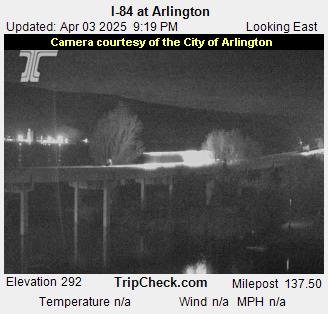 I-84 at Arlington
Updated: Apr 03 2025 9:19 PM Looking East
Camera courtesy of the City of Arlington
Elevation 292 TripCheck.com Milepost 137.50
Temperature n/a Wind n/a MPH n/a